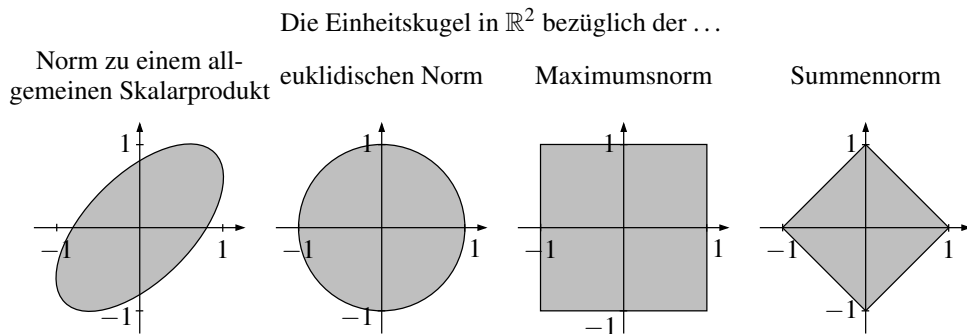 Die Einheitskugel in ℝ² bezüglich der …
Norm zu einem all-
gemeinen Skalarprodukt
euklidischen Norm
Maximumsnorm
Summennorm
1
−1
1
−1
1
−1
1
−1
1
−1
1
−1
1
−1
1
−1